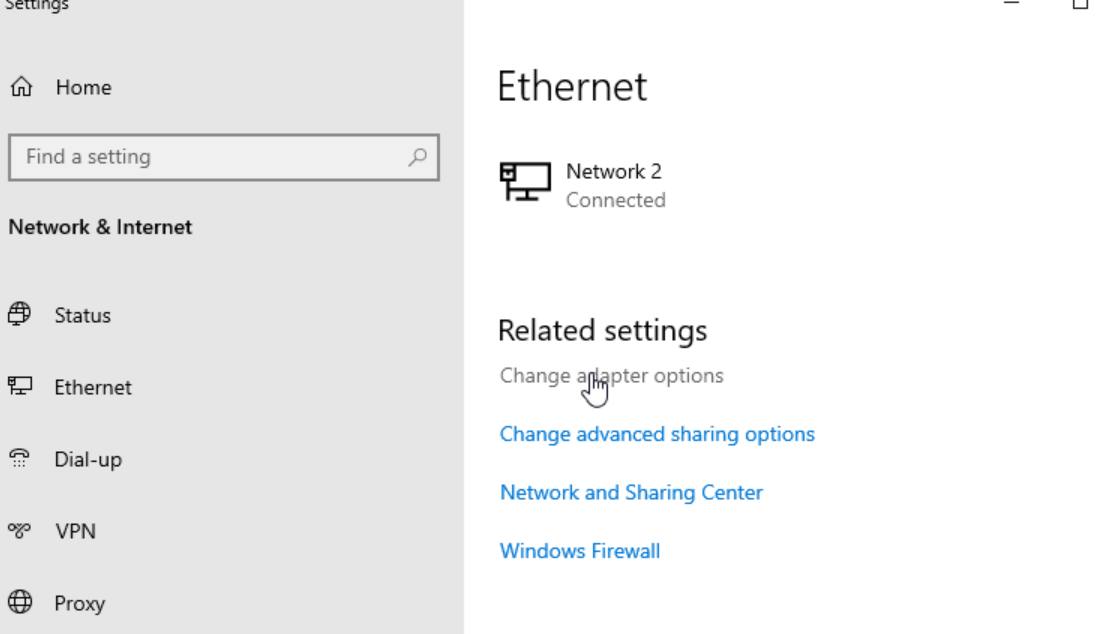 Settings
Home
Find a setting
Network & Internet
Status
Ethernet
Dial-up
VPN
Proxy
Ethernet
Network 2
Connected
Related settings
Change adapter options
Change advanced sharing options
Network and Sharing Center
Windows Firewall